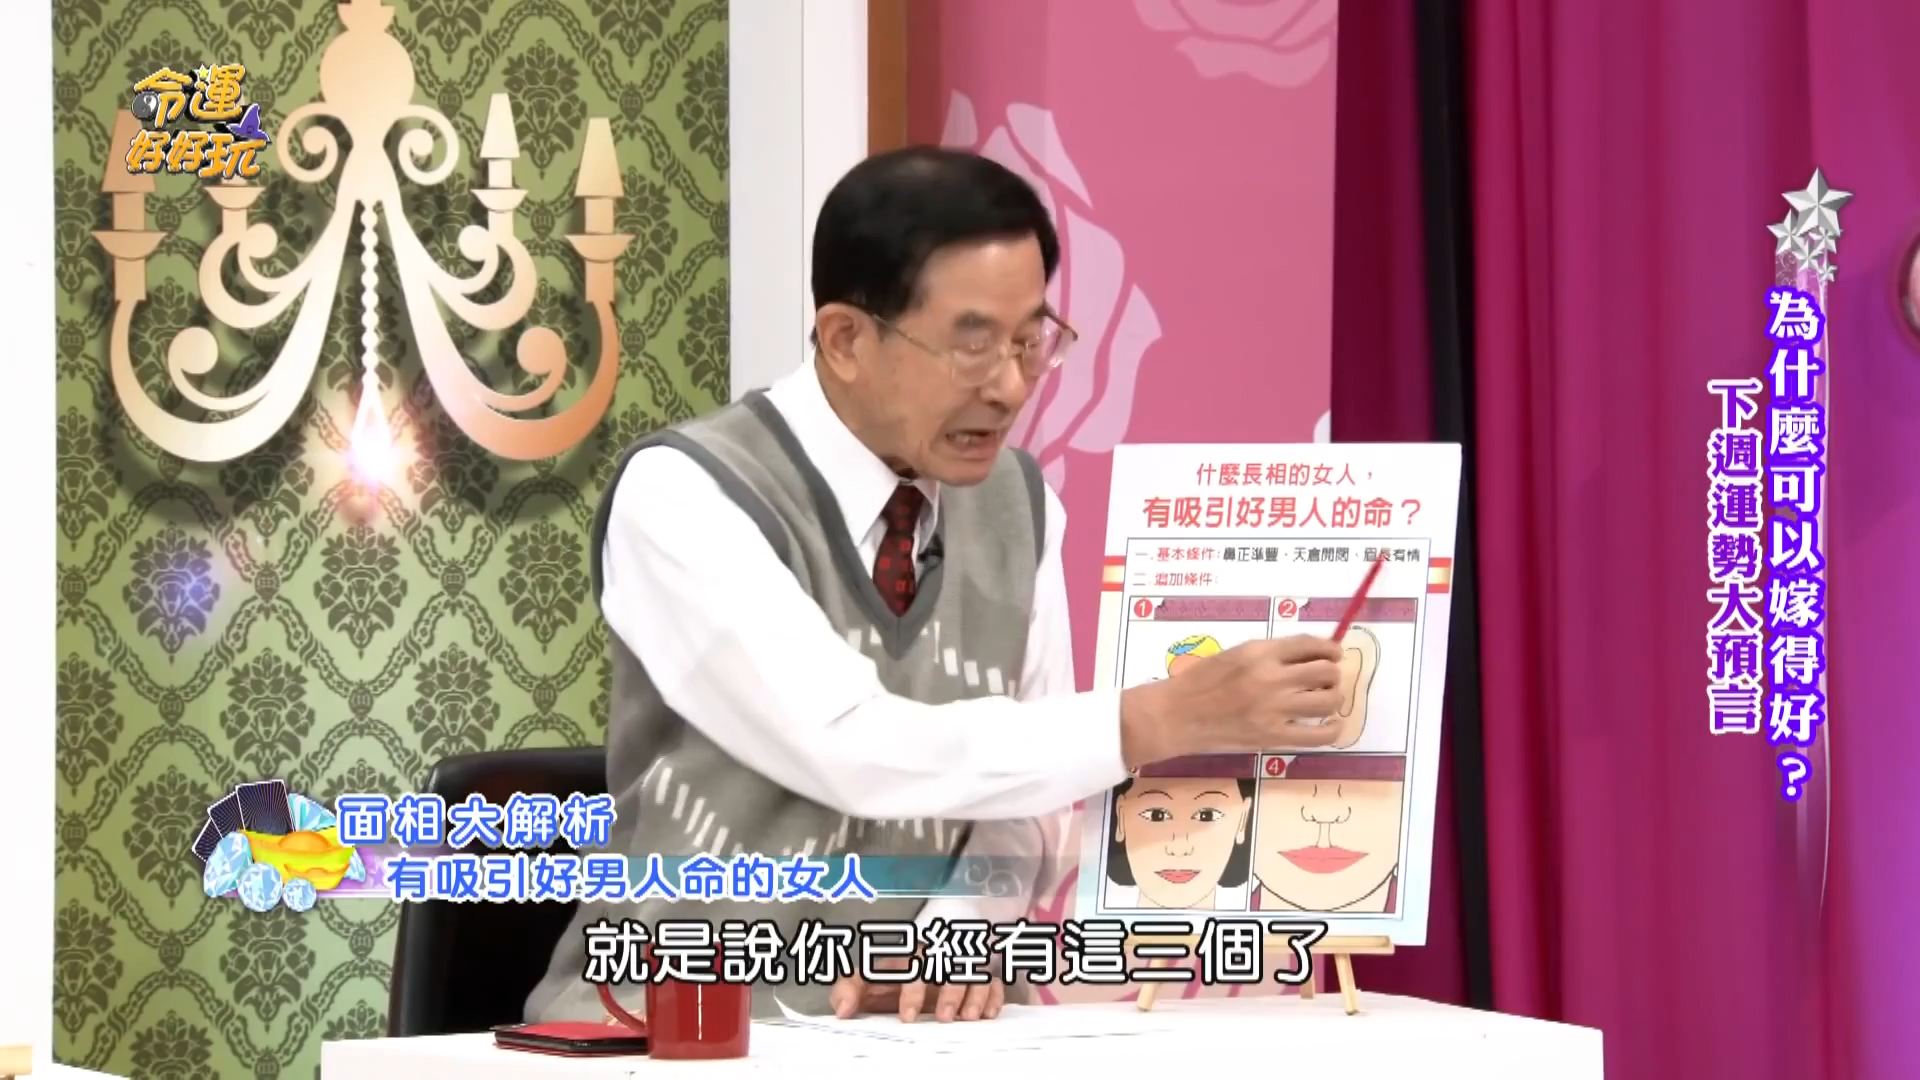 命運
好好玩
為什麼可以嫁得好？
下週運勢大預言
什麼長相的女人，
有吸引好男人的命？
一.基本條件:鼻正準豐、天倉開闊、眉長有情
二.追加條件:
1
2
4
面相大解析
有吸引好男人命的女人
就是說你已經有這三個了